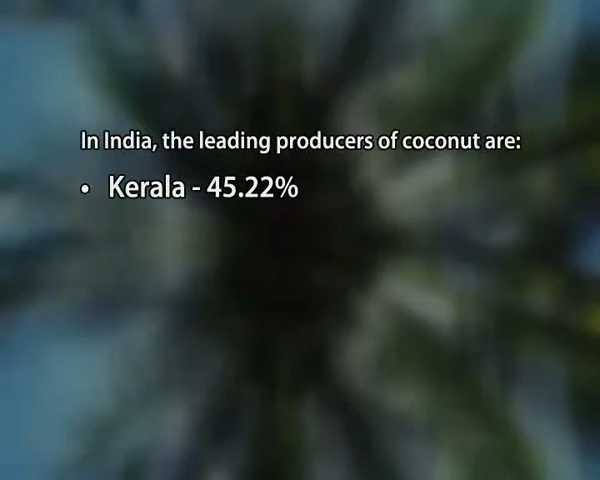 In India, the leading producers of coconut are:
• Kerala - 45.22%